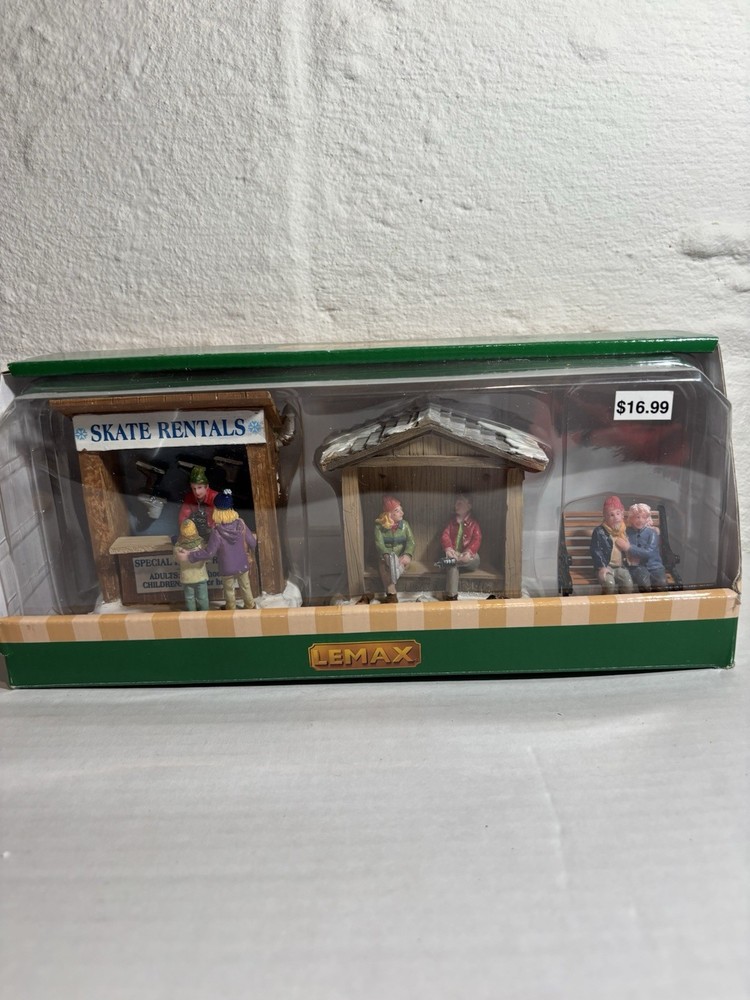 SKATE RENTALS
$16.99
SPECIAL
ADULTS
CHILDREN
LEMAX